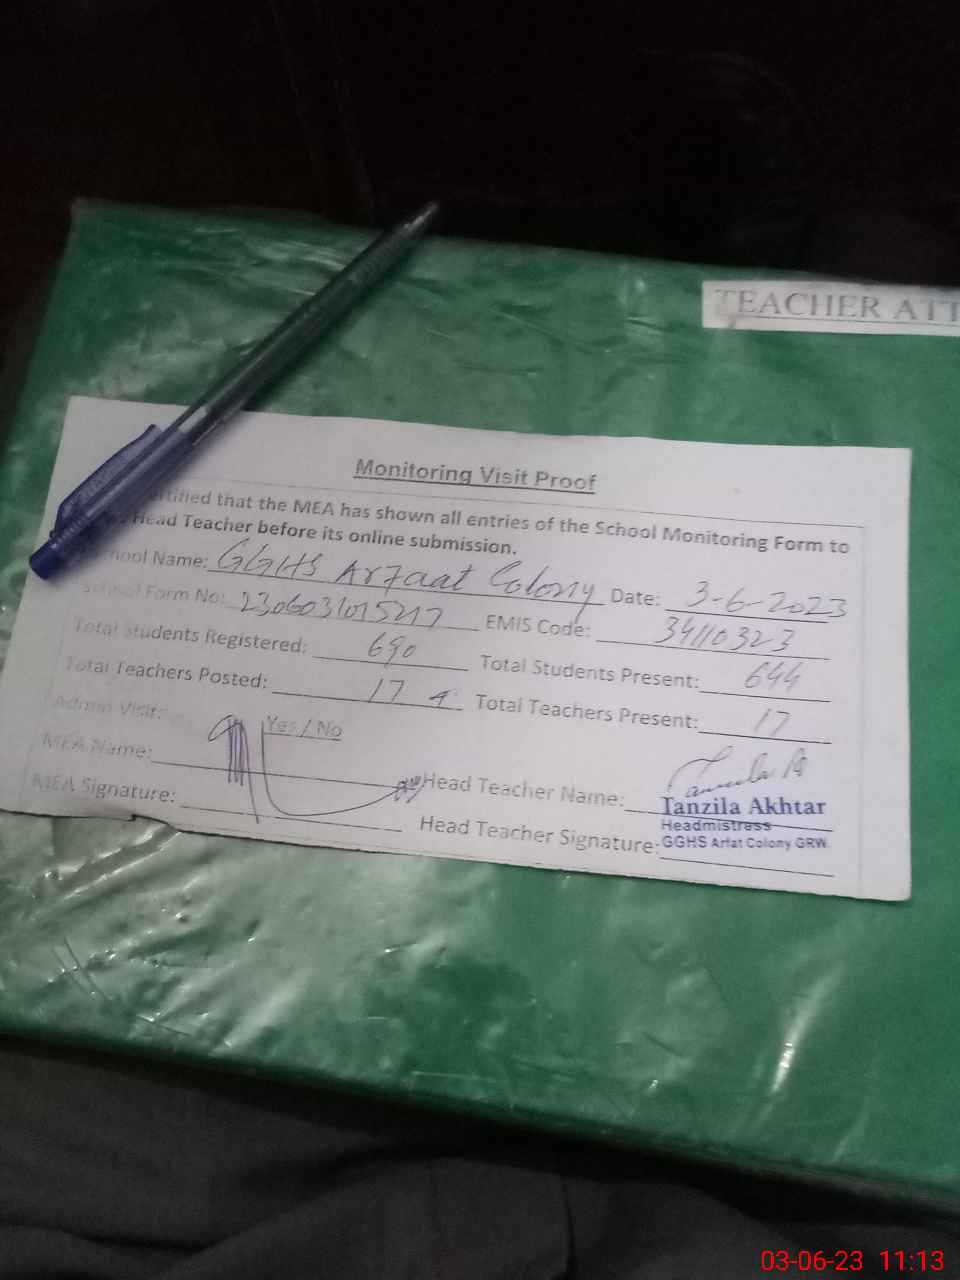 TEACHER ATT
Monitoring Visit Proof
ertified that the MEA has shown all entries of the School Monitoring Form to
Head Teacher before its online submission.
School Name: GGHS Arfaat Colony Date: 3-6-2023
School Form No: 2306031015217 EMIS Code: 34110323
Total Students Registered: 690 Total Students Present: 644
Total Teachers Posted: 17 Total Teachers Present: 17
Admin Visit: Yes / No
MEA Name: Head Teacher Name:
Tanzila Akhtar
Headmistress
MEA Signature: Head Teacher Signature: GGHS Arfat Colony GRW
03-06-23 11:13